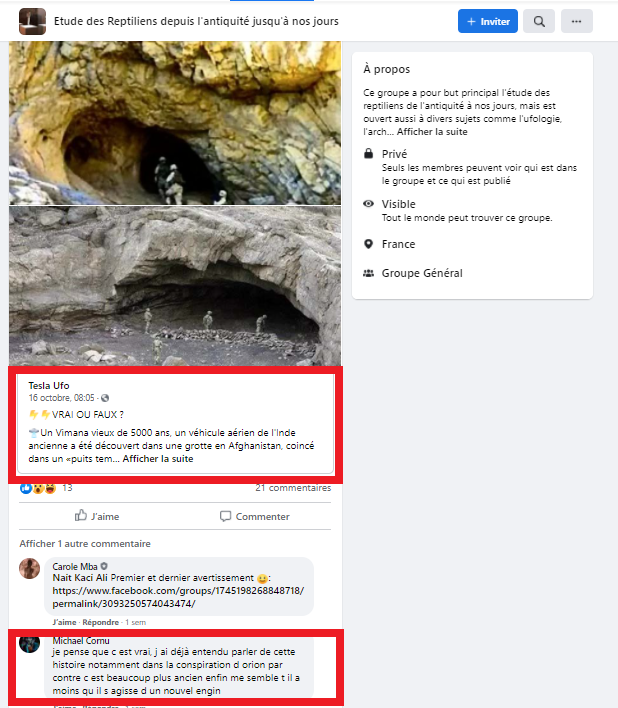 Etude des Reptiliens depuis l'antiquité jusqu'à nos jours
+ Inviter
À propos
Ce groupe a pour but principal l'étude des
reptiliens de l'antiquité à nos jours, mais est
ouvert aussi à divers sujets comme l'ufologie,
l'arch... Afficher la suite
Privé
Seuls les membres peuvent voir qui est dans
le groupe et ce qui est publié
Visible
Tout le monde peut trouver ce groupe.
France
Groupe Général
Tesla Ufo
16 octobre, 08:05 ·
👇👇VRAI OU FAUX ?
🛸Un Vimana vieux de 5000 ans, un véhicule aérien de l'Inde
ancienne a été découvert dans une grotte en Afghanistan, coincé
dans un «puits tem... Afficher la suite
13
21 commentaires
J'aime
Commenter
Afficher 1 autre commentaire
Carole Mba
Nait Kaci Ali Premier et dernier avertissement 😉:
https://www.facebook.com/groups/1745198268848718/
permalink/3093250574043474/
J'aime · Répondre · 1 sem
Michael Cornu
je pense que c est vrai, j ai déjà entendu parler de cette
histoire notamment dans la conspiration d orion par
contre c est beaucoup plus ancien enfin me semble t il a
moins qu il s agisse d un nouvel engin
J'aime · Répondre · 1 sem